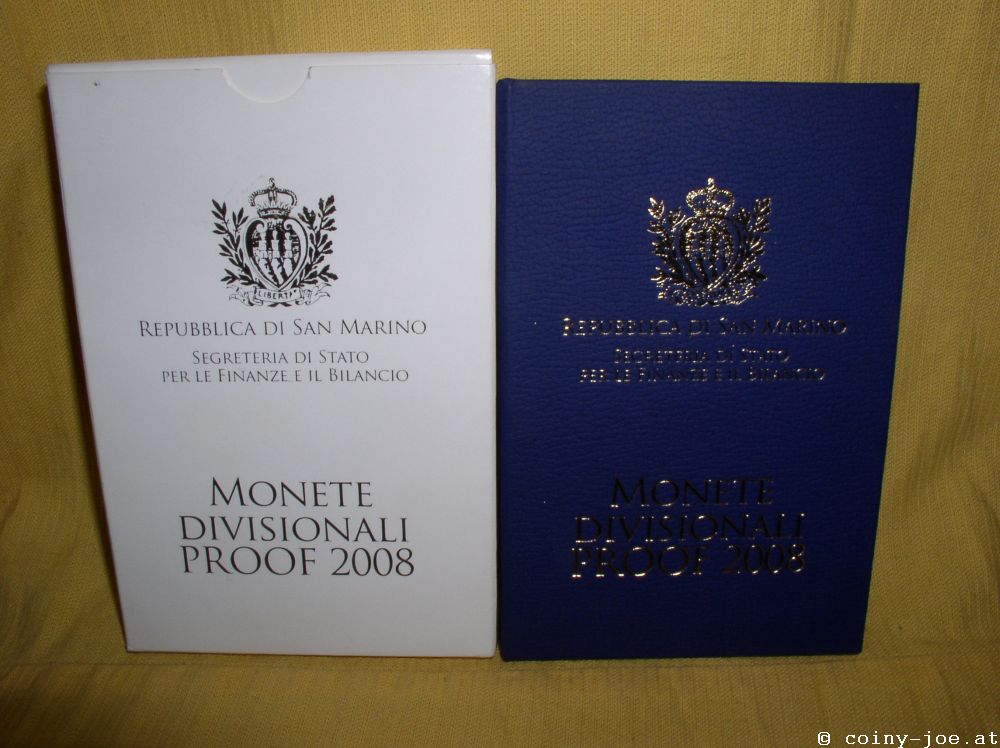 LIBERTAS
REPUBBLICA DI SAN MARINO
SEGRETERIA DI STATO
PER LE FINANZE E IL BILANCIO
MONETE
DIVISIONALI
PROOF 2008
REPUBBLICA DI SAN MARINO
SEGRETERIA DI STATO
PER LE FINANZE E IL BILANCIO
MONETE
DIVISIONALI
PROOF 2008
© coiny-joe.at